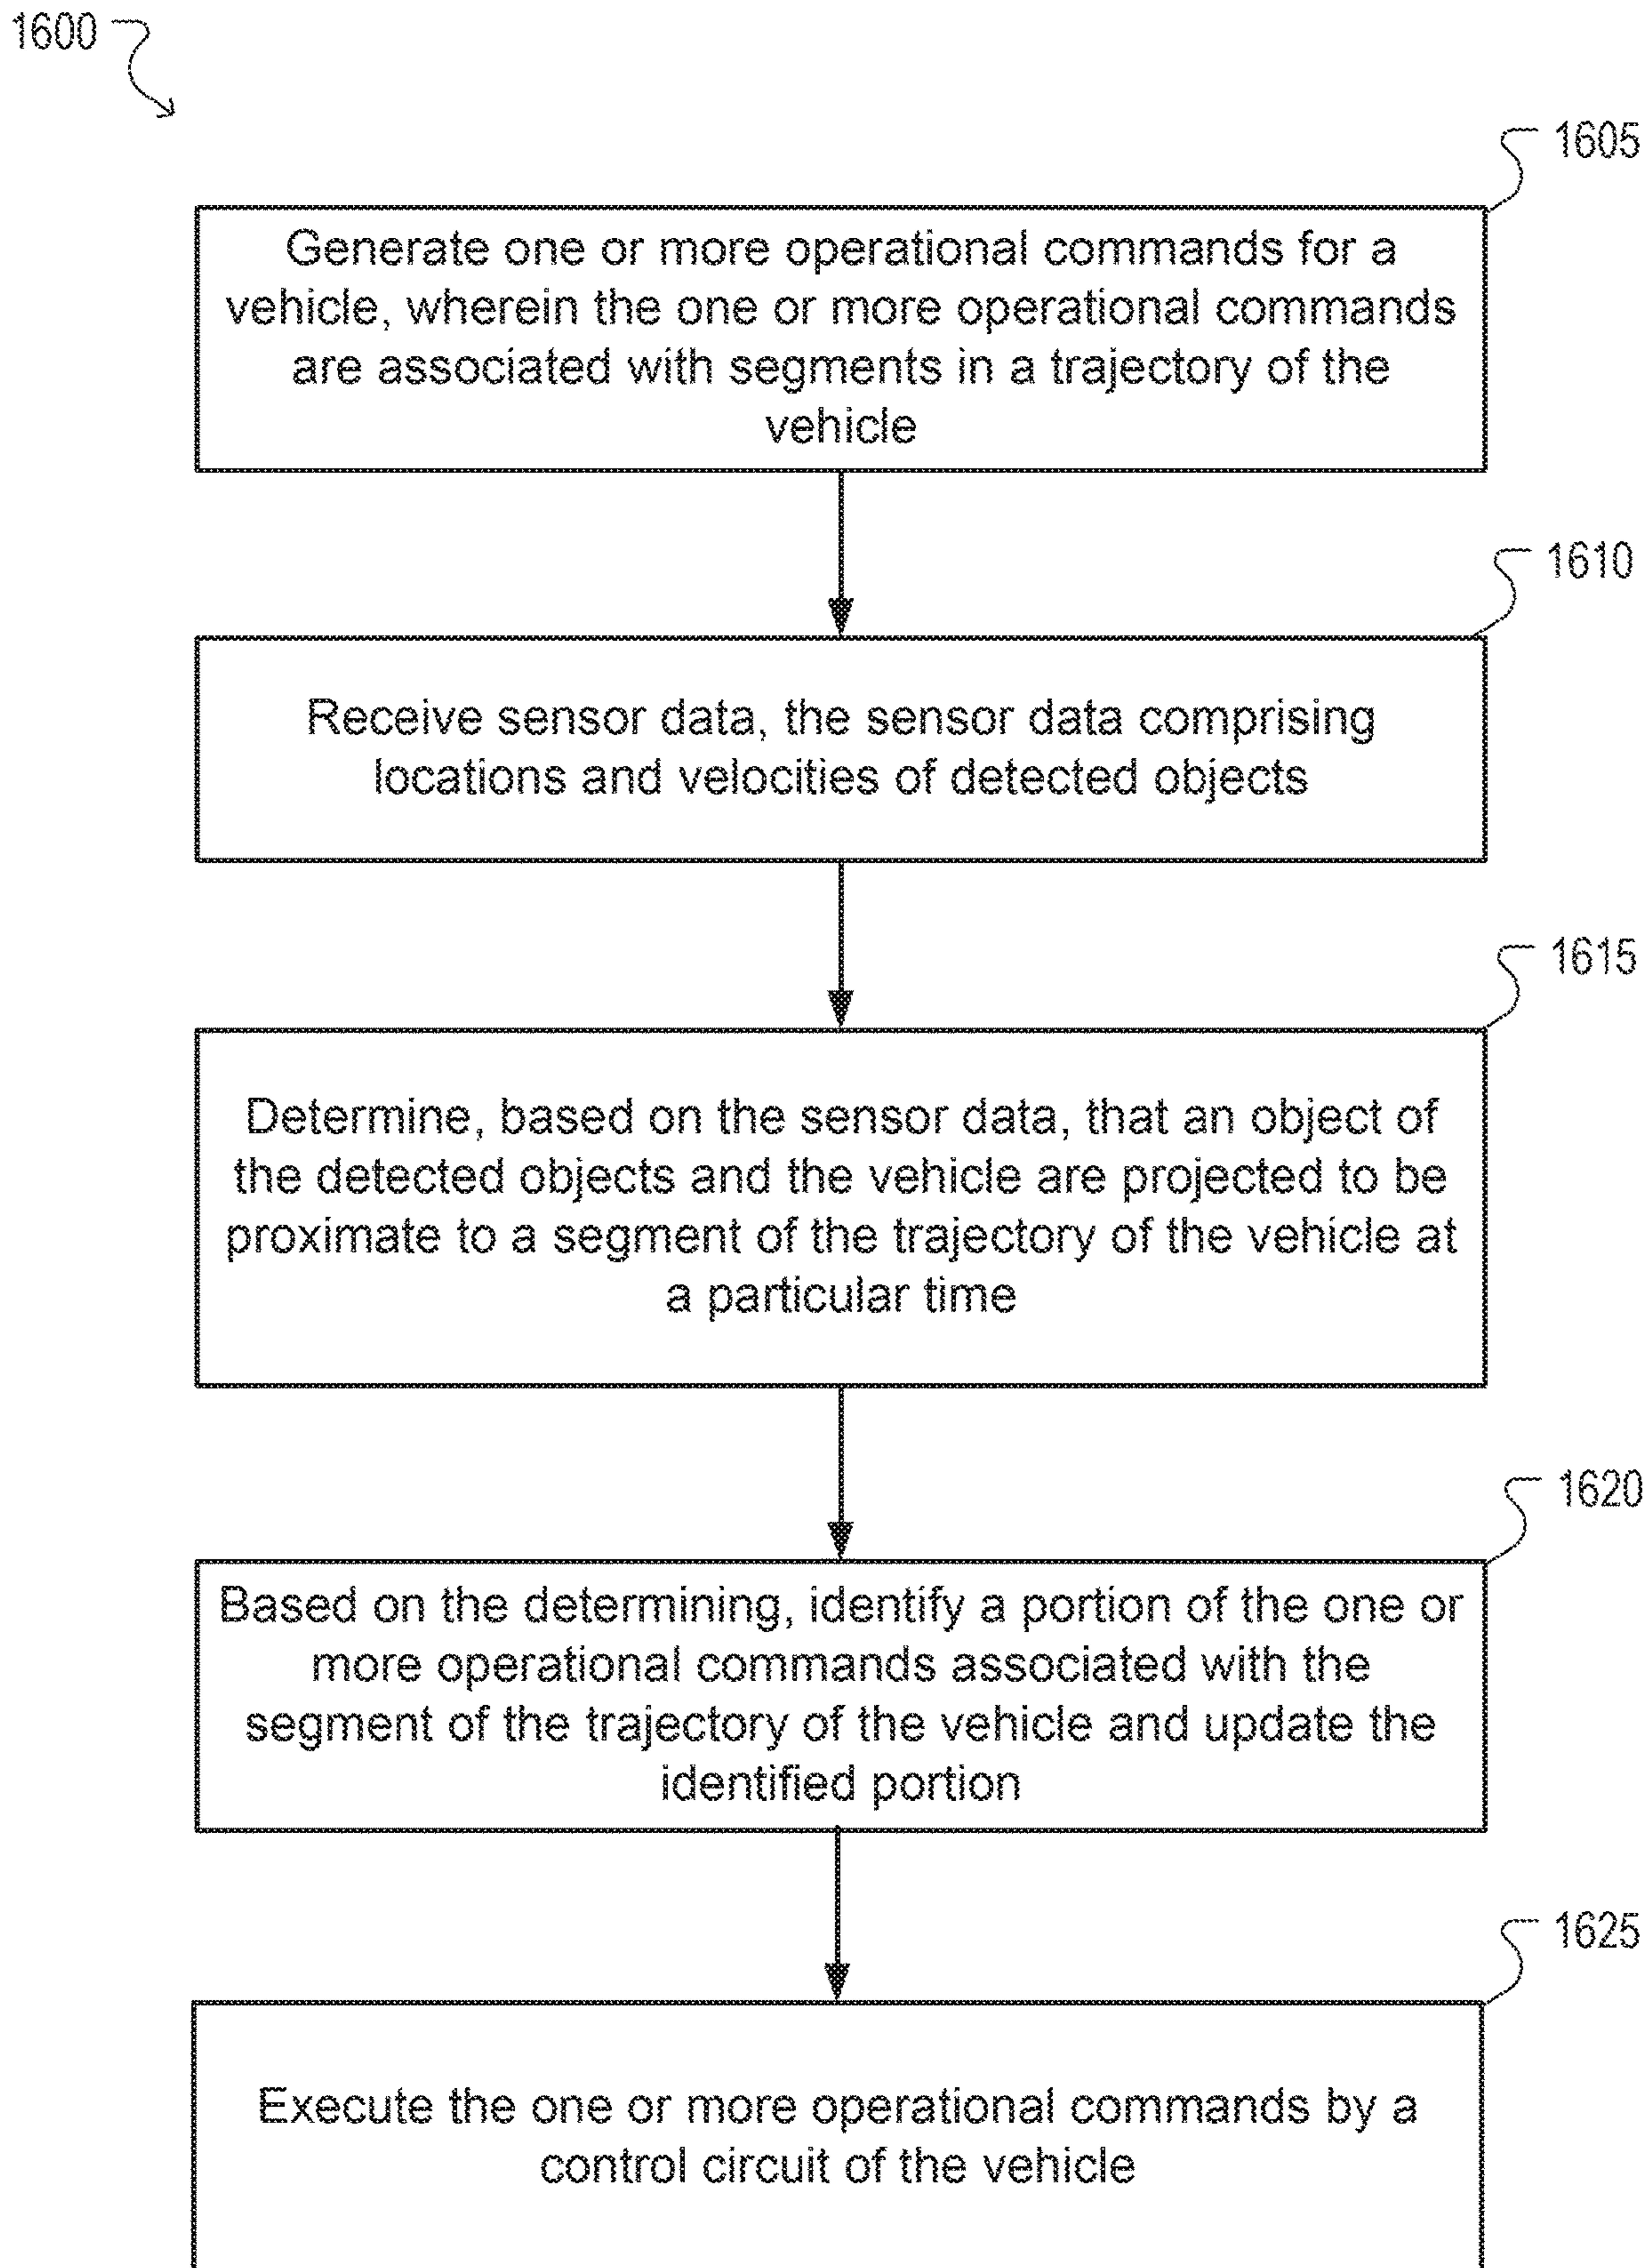 1600
1605
Generate one or more operational commands for a
vehicle, wherein the one or more operational commands
are associated with segments in a trajectory of the
vehicle
1610
Receive sensor data, the sensor data comprising
locations and velocities of detected objects
1615
Determine, based on the sensor data, that an object of
the detected objects and the vehicle are projected to be
proximate to a segment of the trajectory of the vehicle at
a particular time
1620
Based on the determining, identify a portion of the one or
more operational commands associated with the
segment of the trajectory of the vehicle and update the
identified portion
1625
Execute the one or more operational commands by a
control circuit of the vehicle